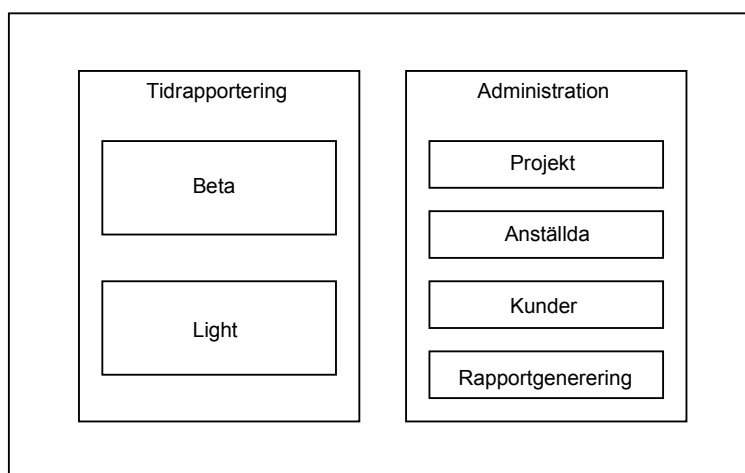 Tidrapportering
Beta
Light
Administration
Projekt
Anställda
Kunder
Rapportgenerering